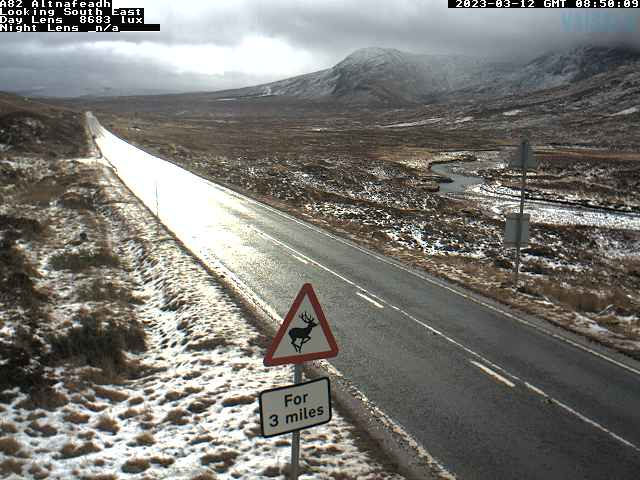 A82 Altnafeadh
Looking South East
Day Lens 8683 lux
Night Lens n/a
2023-03-12 GMT 08:50:09
For
3 miles